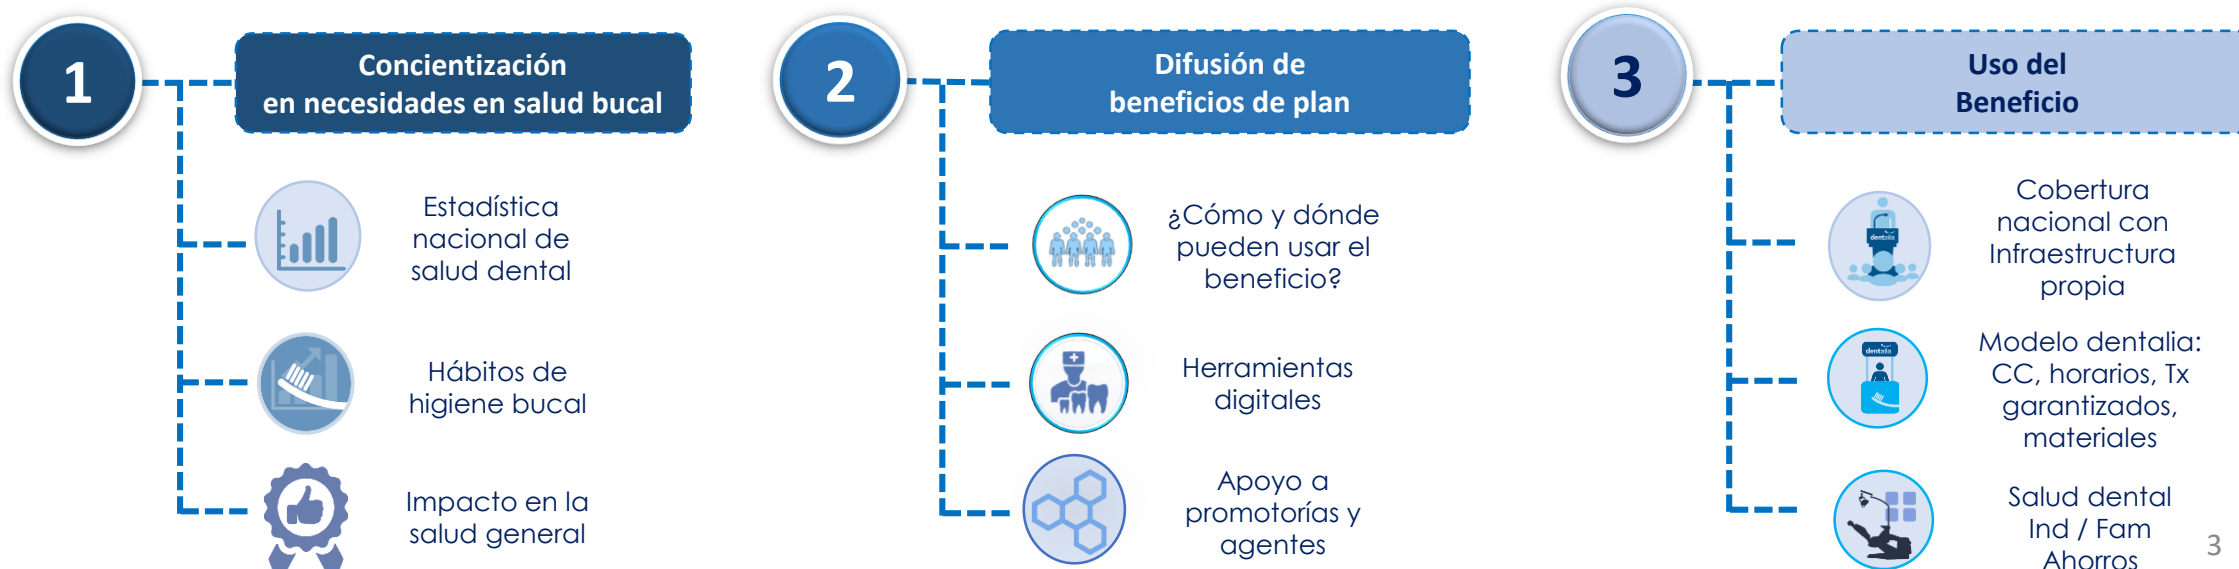 1
Concientización
en necesidades en salud bucal
Estadística
nacional de
salud dental
Hábitos de
higiene bucal
Impacto en la
salud general
2
Difusión de
beneficios de plan
¿Cómo y dónde
pueden usar el
beneficio?
Herramientas
digitales
Apoyo a
promotorías y
agentes
3
Uso del
Beneficio
dentalia
Cobertura
nacional con
Infraestructura
propia
dentalia
Modelo dentalia:
CC, horarios, Tx
garantizados,
materiales
Salud dental
Ind / Fam
Ahorros
3